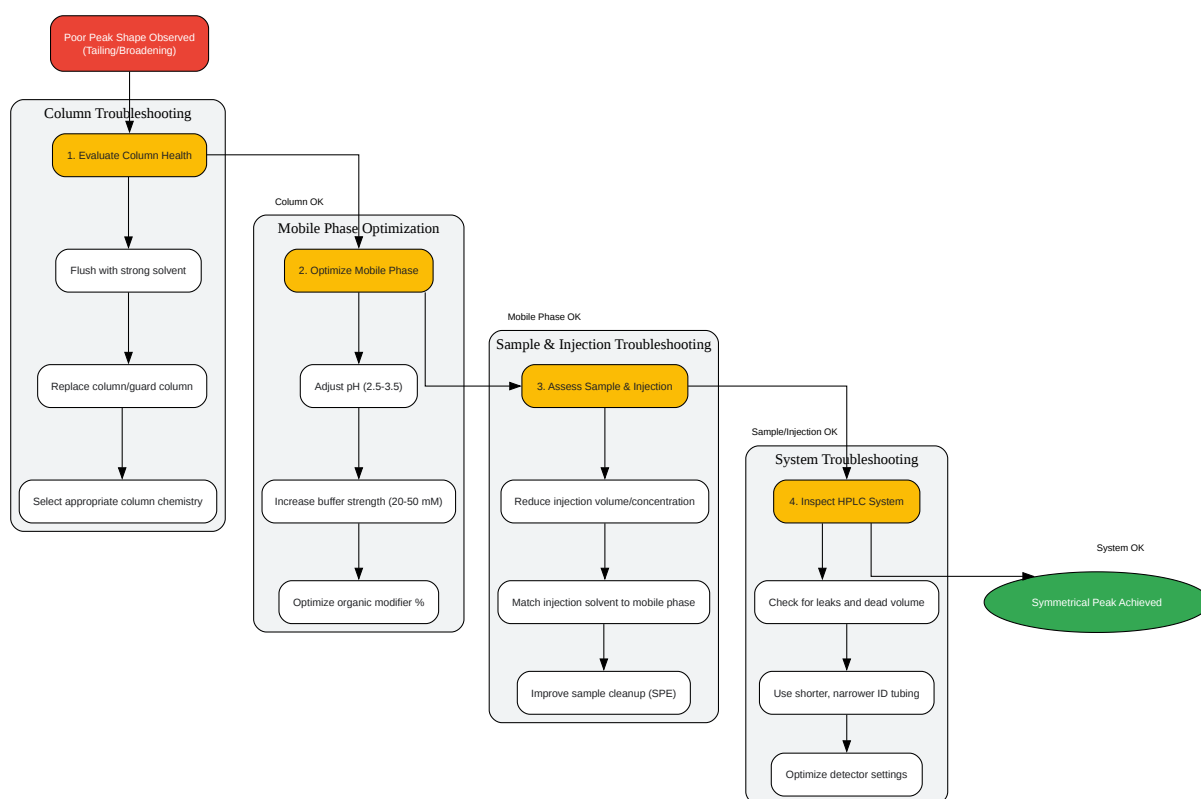 Poor Peak Shape Observed
(Tailing/Broadening)
Column Troubleshooting
1. Evaluate Column Health
Flush with strong solvent
Replace column/guard column
Select appropriate column chemistry
Column OK
Mobile Phase Optimization
2. Optimize Mobile Phase
Adjust pH (2.5-3.5)
Increase buffer strength (20-50 mM)
Optimize organic modifier %
Mobile Phase OK
Sample & Injection Troubleshooting
3. Assess Sample & Injection
Reduce injection volume/concentration
Match injection solvent to mobile phase
Improve sample cleanup (SPE)
Sample/Injection OK
System Troubleshooting
4. Inspect HPLC System
Check for leaks and dead volume
Use shorter, narrower ID tubing
Optimize detector settings
System OK
Symmetrical Peak Achieved